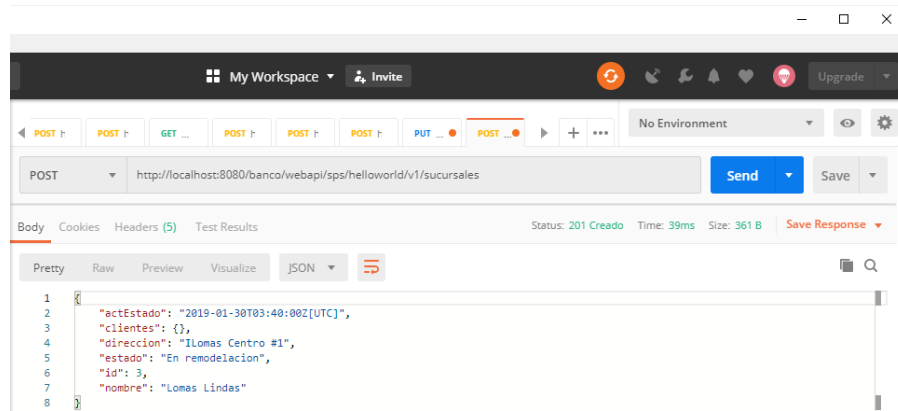 My Workspace Invite Upgrade
POST POST GET ... POST POST POST PUT ... POST ... No Environment
POST http://localhost:8080/banco/webapi/sps/helloworld/v1/sucursales Send Save
Body Cookies Headers (5) Test Results Status: 201 Creado Time: 39ms Size: 361 B Save Response
Pretty Raw Preview Visualize JSON
1 {
2 "actEstado": "2019-01-30T03:40:00Z[UTC]",
3 "clientes": {},
4 "direccion": "ILomas Centro #1",
5 "estado": "En remodelacion",
6 "id": 3,
7 "nombre": "Lomas Lindas"
8 }